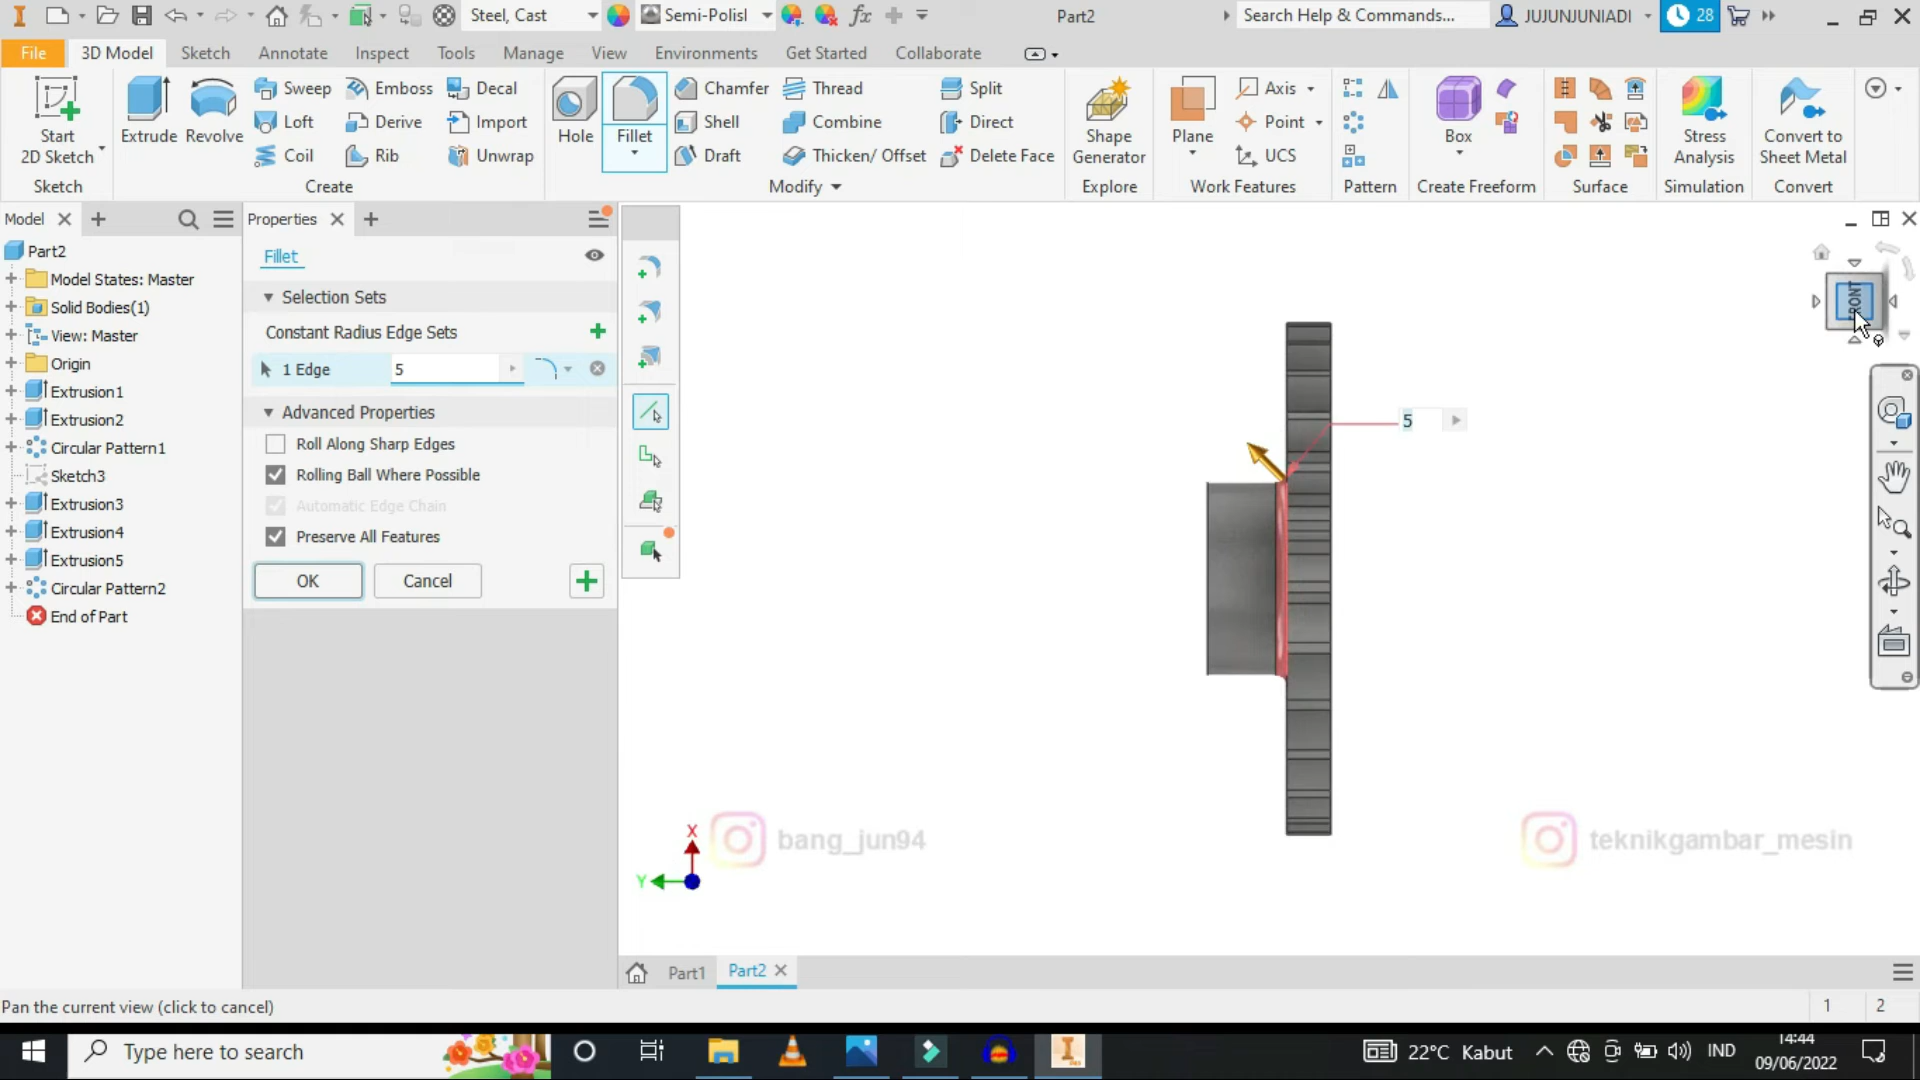 Steel, Cast
Semi-Polisl
fx
Part2
Search Help & Commands...
JUJUNJUNIADI
28
File
3D Model
Sketch
Annotate
Inspect
Tools
Manage
View
Environments
Get Started
Collaborate
Start
2D Sketch
Sketch
Extrude
Revolve
Sweep
Loft
Coil
Emboss
Derive
Rib
Decal
Import
Unwrap
Create
Hole
Fillet
Chamfer
Shell
Draft
Thread
Combine
Thicken/ Offset
Split
Direct
Delete Face
Modify
Shape
Generator
Explore
Plane
Axis
Point
UCS
Work Features
Pattern
Box
Create Freeform
Surface
Stress
Analysis
Simulation
Convert to
Sheet Metal
Convert
Model
Part2
Model States: Master
Solid Bodies(1)
View: Master
Origin
Extrusion1
Extrusion2
Circular Pattern1
Sketch3
Extrusion3
Extrusion4
Extrusion5
Circular Pattern2
End of Part
Properties
Fillet
Selection Sets
Constant Radius Edge Sets
1 Edge
5
Advanced Properties
Roll Along Sharp Edges
Rolling Ball Where Possible
Automatic Edge Chain
Preserve All Features
OK
Cancel
5
FRONT
X
Y
bang_jun94
teknikgambar_mesin
Part1
Part2
Pan the current view (click to cancel)
1
2
Type here to search
22°C Kabut
IND
14:44
09/06/2022